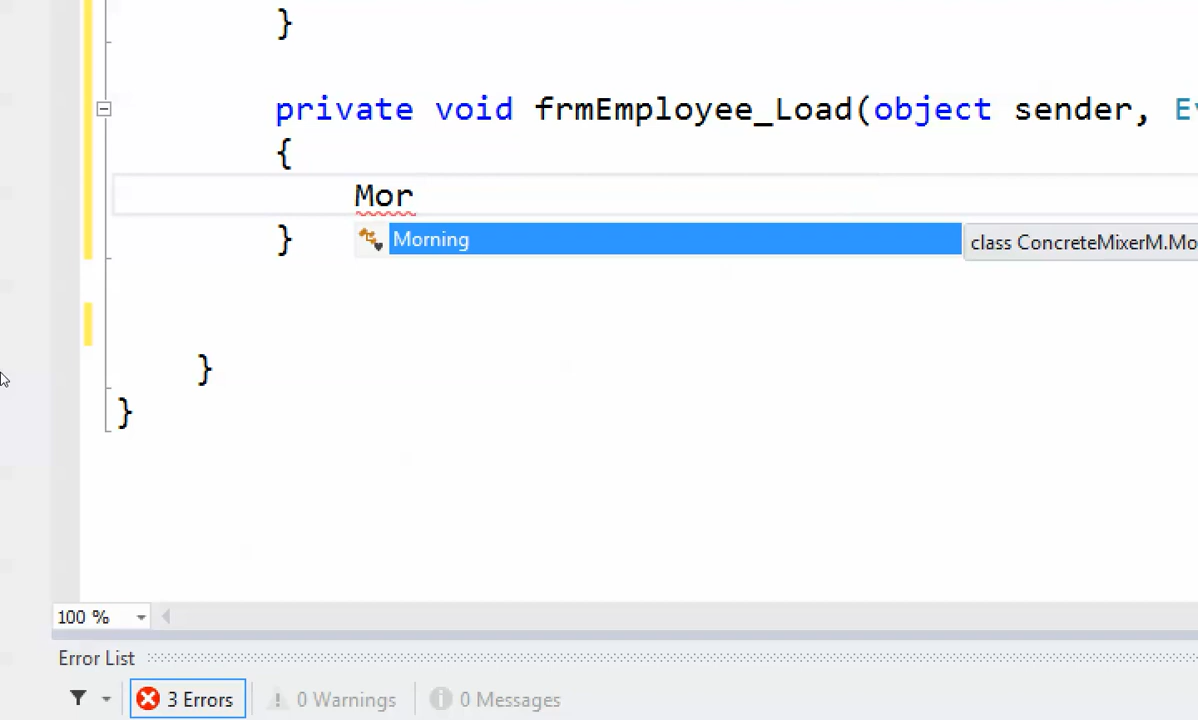 }
private void frmEmployee_Load(object sender, Ev
{
Mor
Morning
class ConcreteMixerM.Mo
}
}
}
100 %
Error List
3 Errors
0 Warnings
0 Messages